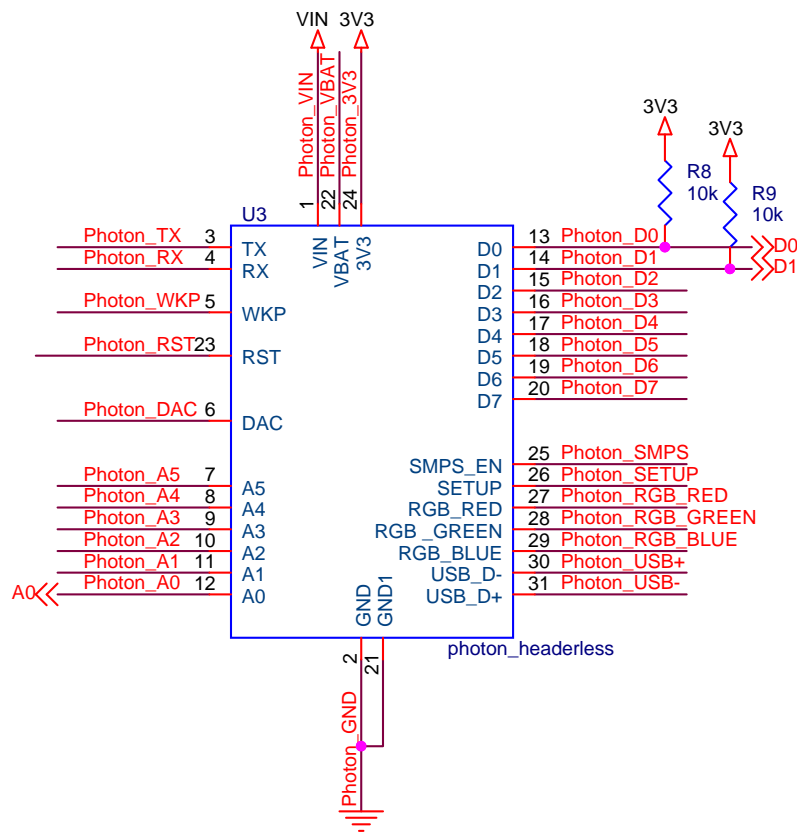 VIN 3V3
Photon_VIN
Photon_VBAT
Photon_3V3
1
22
24
3V3
R8
10k
3V3
R9
10k
U3
VIN
VBAT
3V3
Photon_TX 3 TX
Photon_RX 4 RX
Photon_WKP 5 WKP
Photon_RST 23 RST
Photon_DAC 6 DAC
Photon_A5 7 A5
Photon_A4 8 A4
Photon_A3 9 A3
Photon_A2 10 A2
Photon_A1 11 A1
A0 Photon_A0 12 A0
D0 13 Photon_D0 D0
D1 14 Photon_D1 D1
D2 15 Photon_D2
D3 16 Photon_D3
D4 17 Photon_D4
D5 18 Photon_D5
D6 19 Photon_D6
D7 20 Photon_D7
SMPS_EN 25 Photon_SMPS
SETUP 26 Photon_SETUP
RGB_RED 27 Photon_RGB_RED
RGB _GREEN 28 Photon_RGB_GREEN
RGB_BLUE 29 Photon_RGB_BLUE
USB_D- 30 Photon_USB+
USB_D+ 31 Photon_USB-
GND
GND1
photon_headerless
2
21
Photon_GND